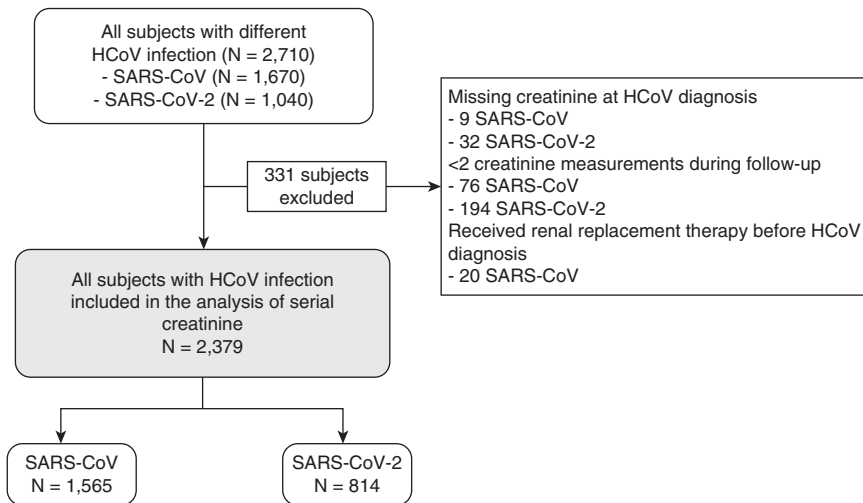 All subjects with different
HCoV infection (N = 2,710)
- SARS-CoV (N = 1,670)
- SARS-CoV-2 (N = 1,040)
331 subjects
excluded
Missing creatinine at HCoV diagnosis
- 9 SARS-CoV
- 32 SARS-CoV-2
<2 creatinine measurements during follow-up
- 76 SARS-CoV
- 194 SARS-CoV-2
Received renal replacement therapy before HCoV
diagnosis
- 20 SARS-CoV
All subjects with HCoV infection
included in the analysis of serial
creatinine
N = 2,379
SARS-CoV
N = 1,565
SARS-CoV-2
N = 814